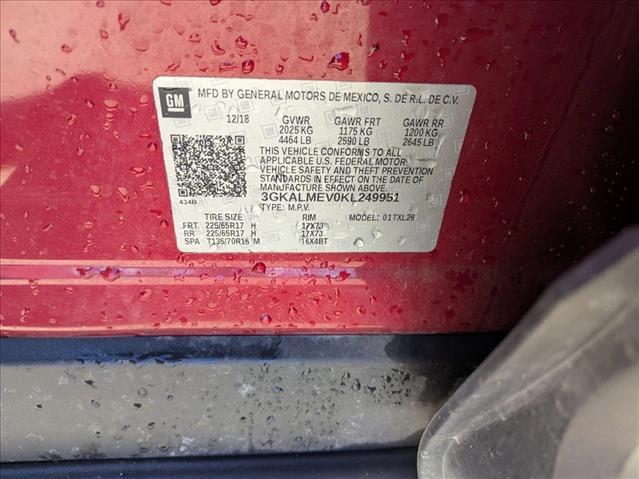 GM
MFD BY GENERAL MOTORS DE MEXICO, S. DE R.L. DE C.V.
12/18 GVWR GAWR FRT GAWR RR
2025 KG 1175 KG 1200 KG
4464 LB 2590 LB 2645 LB
THIS VEHICLE CONFORMS TO ALL
APPLICABLE U.S. FEDERAL MOTOR
VEHICLE SAFETY AND THEFT PREVENTION
STANDARDS IN EFFECT ON THE DATE OF
MANUFACTURE SHOWN ABOVE.
3GKALMEV0KL249951
434B TYPE: M.P.V.
TIRE SIZE RIM MODEL: 01TXL26
FRT 225/65R17 H 17X7J
RR 225/65R17 H 17X7J
SPA T135/70R16 M 16X4BT